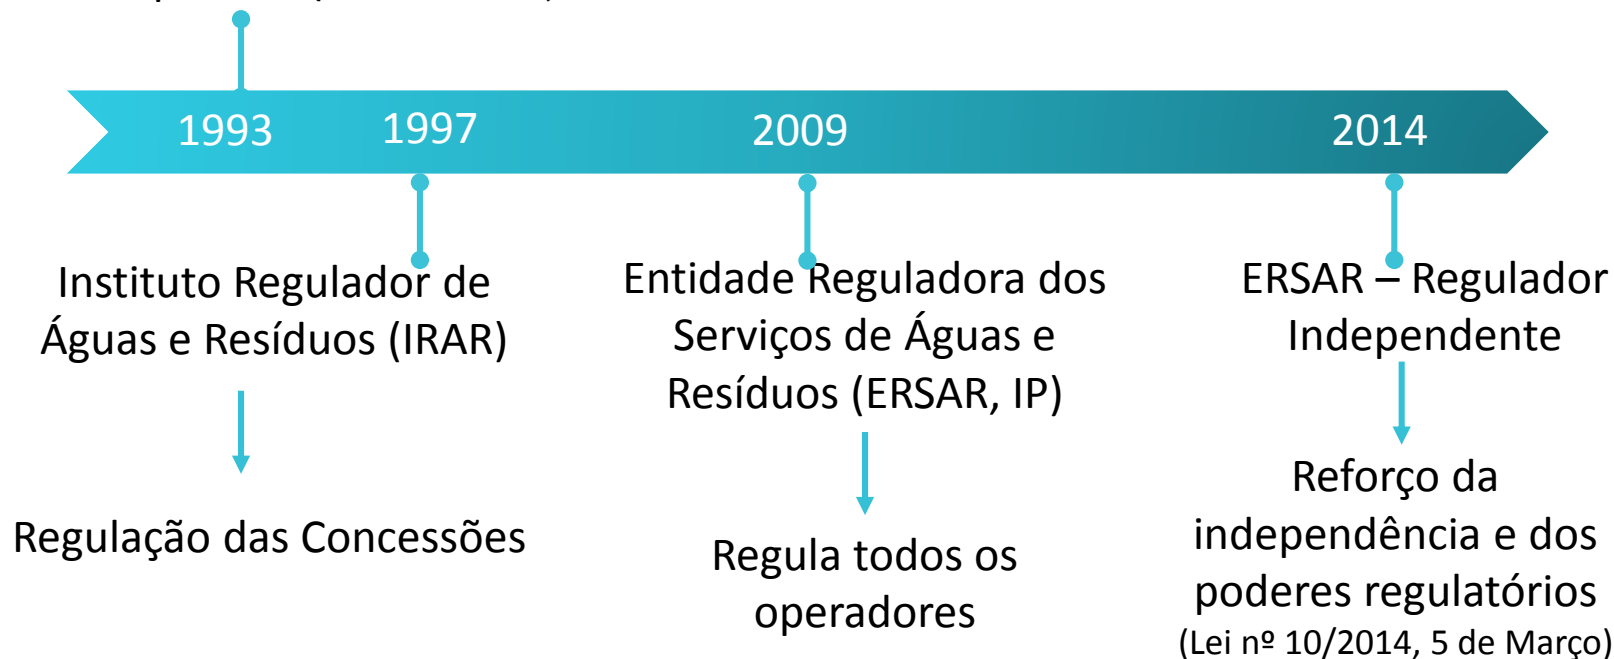 1993
1997
2009
2014
Instituto Regulador de
Águas e Resíduos (IRAR)
Regulação das Concessões
Entidade Reguladora dos
Serviços de Águas e
Resíduos (ERSAR, IP)
Regula todos os
operadores
ERSAR – Regulador
Independente
Reforço da
independência e dos
poderes regulatórios
(Lei nº 10/2014, 5 de Março)